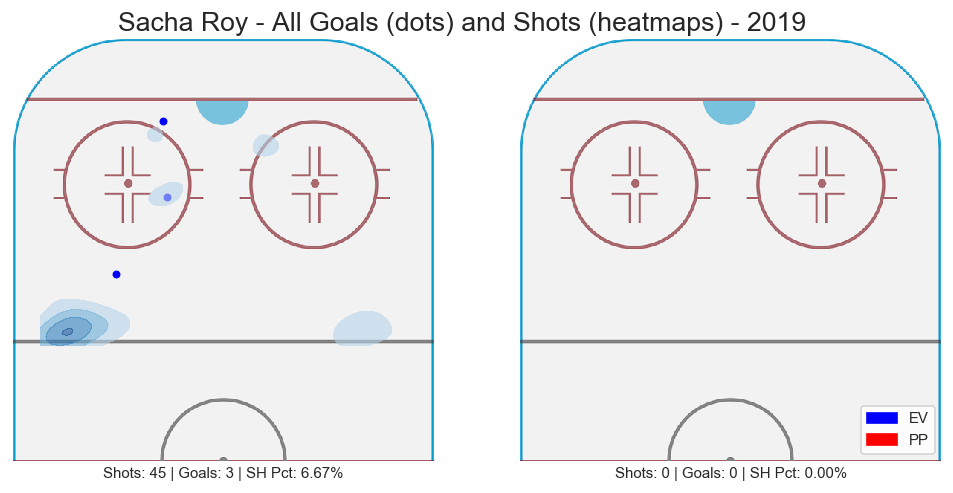 Sacha Roy - All Goals (dots) and Shots (heatmaps) - 2019
EV
PP
Shots: 45 | Goals: 3 | SH Pct: 6.67%
Shots: 0 | Goals: 0 | SH Pct: 0.00%